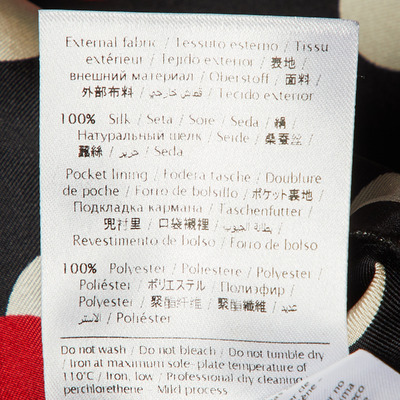 External fabric / Tessuto esterno / Tissu
extérieur / Tejido exterior / 表地 /
внешний материал / Oberstoff / 面料 /
外部布料 / قماش خارجي / Tecido exterior
100% Silk / Seta / Soie / Seda / 絹 /
Натуральный шелк / Seide / 桑蚕丝 /
蠶絲 / حرير / Seda
Pocket lining / Fodera tasche / Doublure
de poche / Forro de bolsillo / ポケット裏地 /
Подкладка кармана / Taschenfutter /
兜衬里 / 口袋襯裡 / بطانة الجيوب /
Revestimento de bolso / Forro de bolso
100% Polyester / Poliestere / Polyester /
Poliéster / ポリエステル / Полиэфир /
Polyester / 聚酯纤维 / 聚酯纖維 / عديد
الاستر / Poliéster
Do not wash / Do not bleach / Do not tumble dry
/ Iron at maximum sole-plate temperature of
110°C / Iron, low / Professional dry cleaning
perchlorethene - Mild process